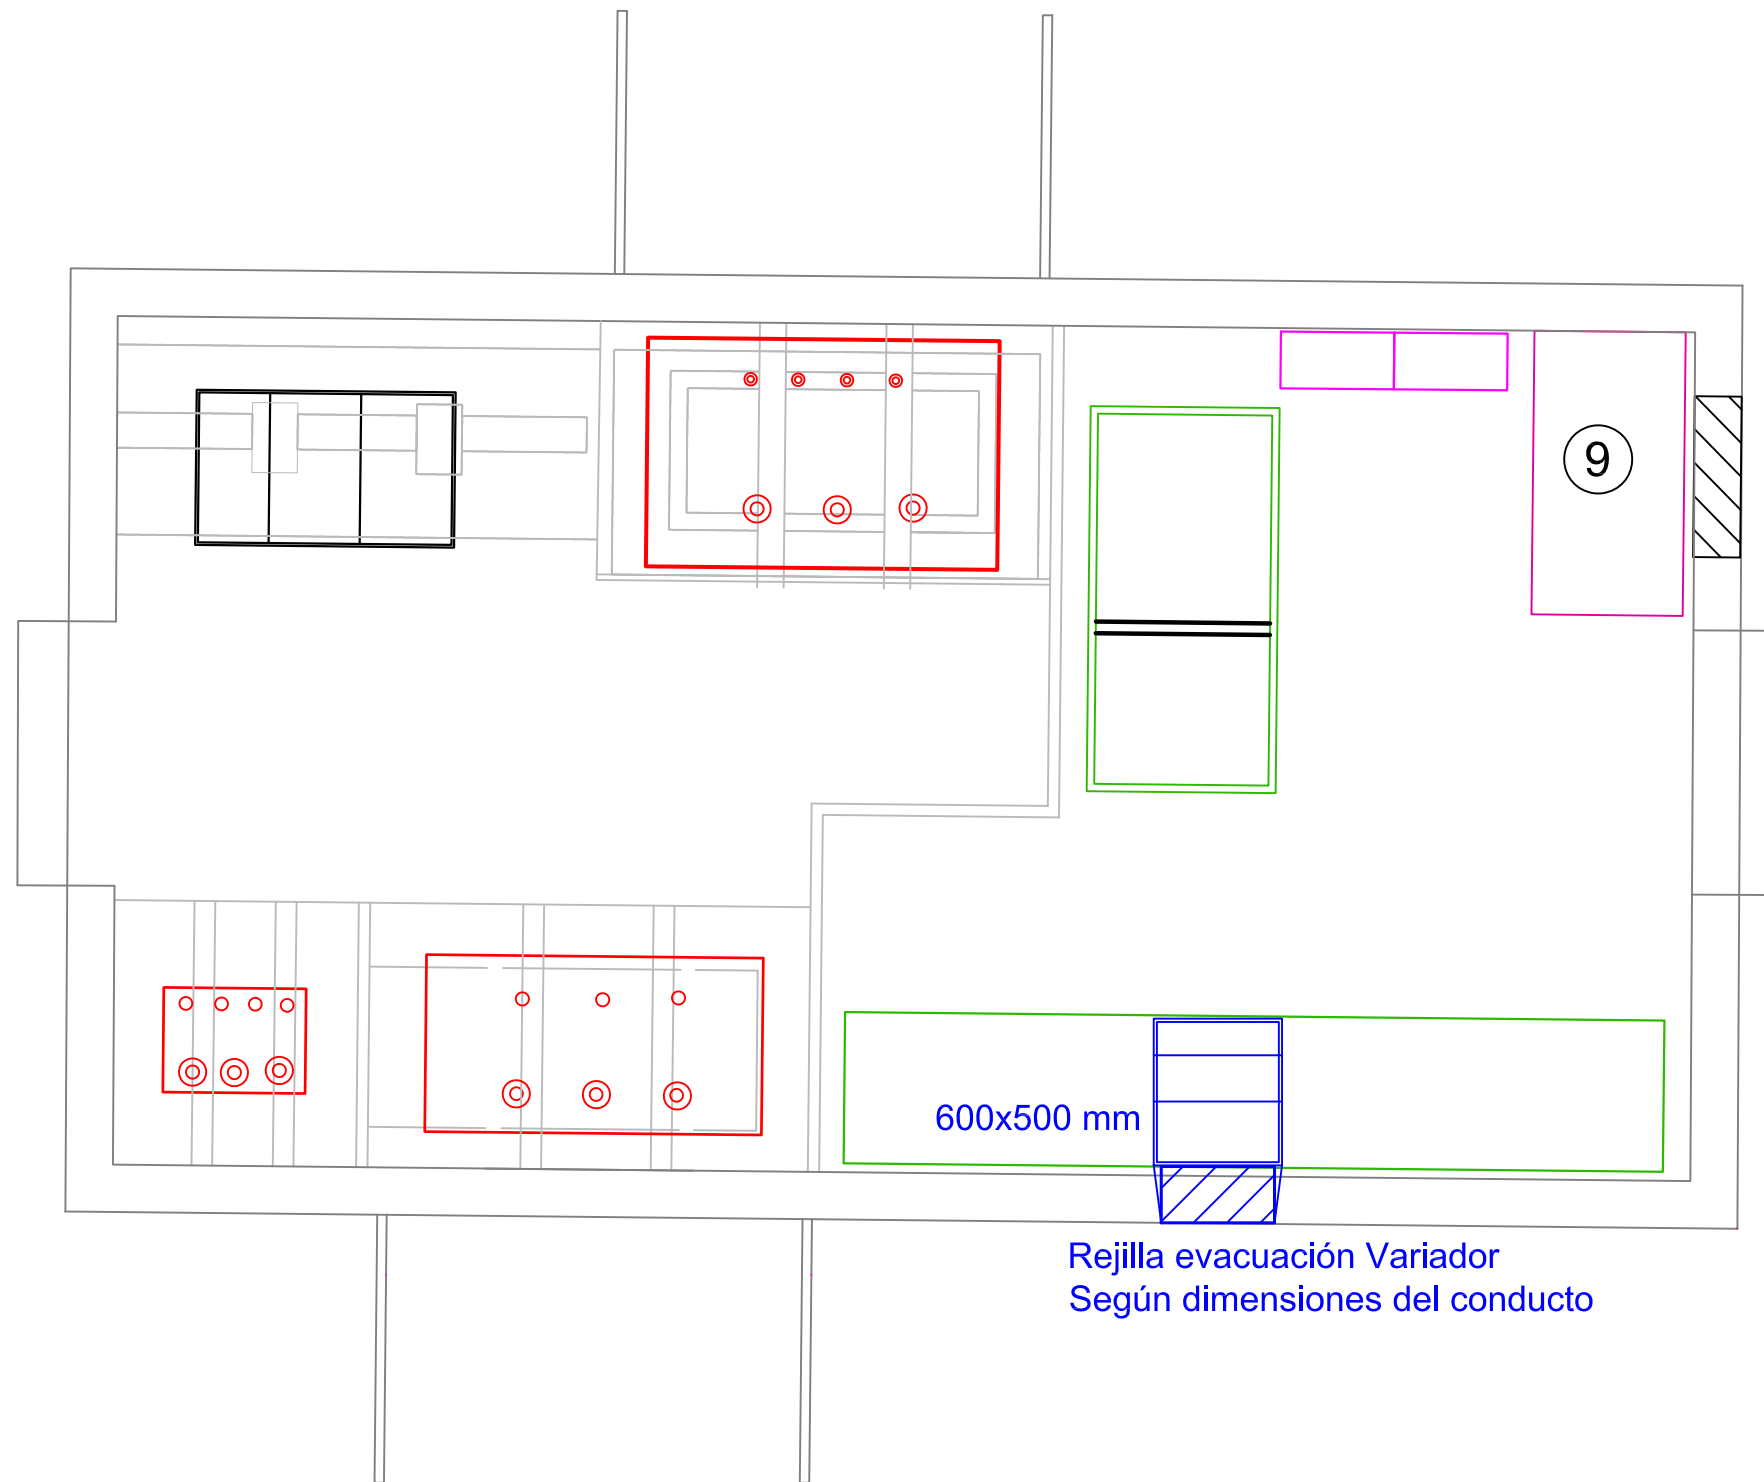 9
600x500 mm
Rejilla evacuación Variador
Según dimensiones del conducto